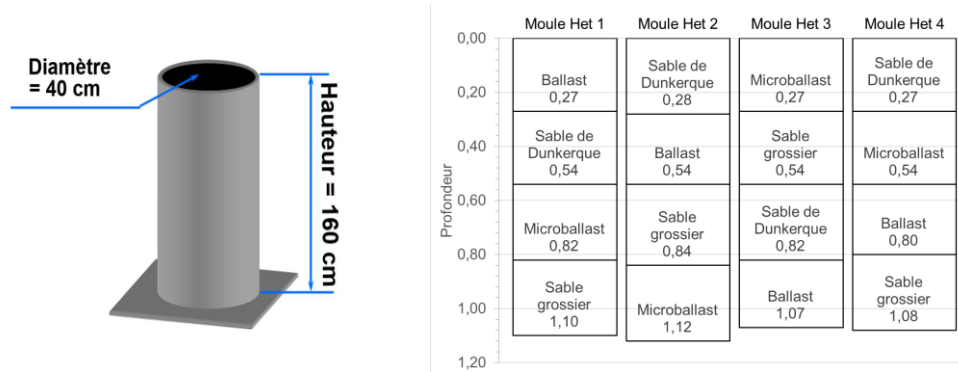 Diamètre
= 40 cm
Hauteur = 160 cm
Moule Het 1
Moule Het 2
Moule Het 3
Moule Het 4
Profondeur
0,00
0,20
0,40
0,60
0,80
1,00
1,20
Ballast
0,27
Sable de
Dunkerque
0,54
Microballast
0,82
Sable
grossier
1,10
Sable de
Dunkerque
0,28
Ballast
0,54
Sable
grossier
0,84
Microballast
1,12
Microballast
0,27
Sable
grossier
0,54
Sable de
Dunkerque
0,82
Ballast
1,07
Sable de
Dunkerque
0,27
Microballast
0,54
Ballast
0,80
Sable
grossier
1,08